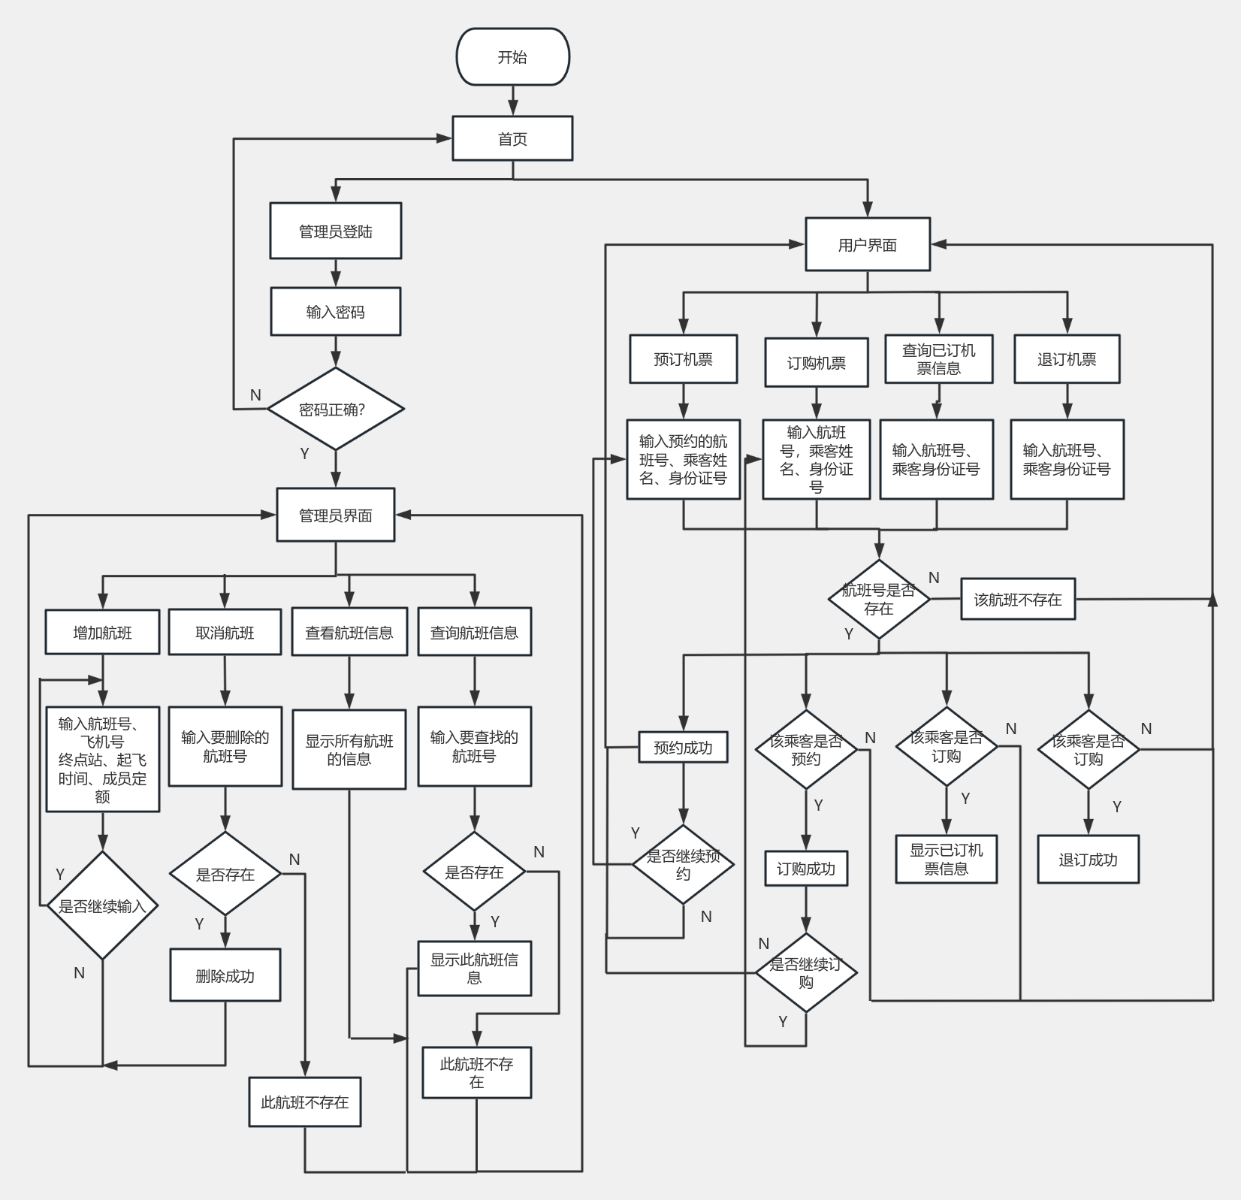 开始
首页
管理员登陆
用户界面
输入密码
预订机票
订购机票
查询已订机
票信息
退订机票
N
密码正确?
Y
输入预约的航
班号、乘客姓
名、身份证号
输入航班
号，乘客姓
名、身份证
号
输入航班号、
乘客身份证号
输入航班号、
乘客身份证号
管理员界面
航班号是否
存在
N
该航班不存在
Y
增加航班
取消航班
查看航班信息
查询航班信息
输入航班号、
飞机号
终点站、起飞
时间、成员定
额
输入要删除的
航班号
显示所有航班
的信息
输入要查找的
航班号
预约成功
该乘客是否
预约
N
该乘客是否
订购
N
该乘客是否
订购
N
Y
Y
Y
Y
是否继续预
约
N
订购成功
显示已订机
票信息
退订成功
Y
是否继续输入
N
是否存在
N
Y
是否存在
N
Y
删除成功
显示此航班信
息
N
是否继续订
购
Y
此航班不存在
此航班不存
在